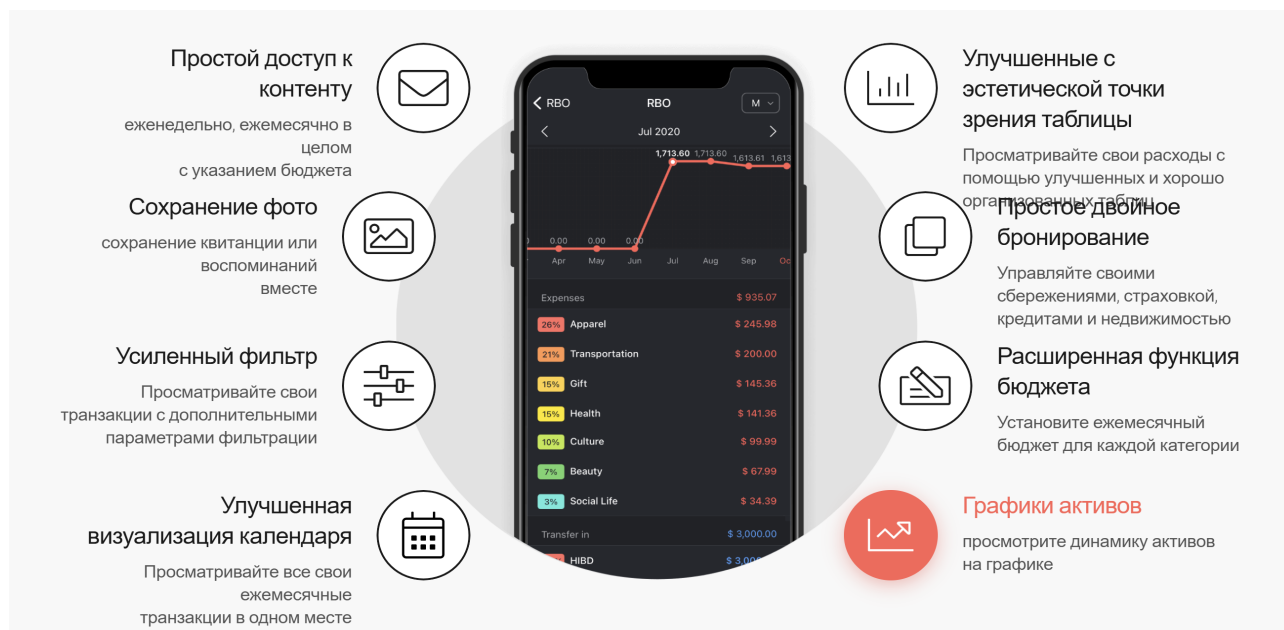 Простой доступ к
контенту
еженедельно, ежемесячно в
целом
с указанием бюджета
Сохранение фото
сохранение квитанции или
воспоминаний
вместе
Усиленный фильтр
Просматривайте свои
транзакции с дополнительными
параметрами фильтрации
Улучшенная
визуализация календаря
Просматривайте все свои
ежемесячные
транзакции в одном месте
RBO RBO M
Jul 2020
1,713.60 1,713.60 1,613.61 1,613
0.00 0.00 0.00
Apr May Jun Jul Aug Sep Oc
Expenses $ 935.07
26% Apparel $ 245.98
21% Transportation $ 200.00
15% Gift $ 145.36
15% Health $ 141.36
10% Culture $ 99.99
7% Beauty $ 67.99
3% Social Life $ 34.39
Transfer in $ 3,000.00
HIBD $ 3,0
Улучшенные с
эстетической точки
зрения таблицы
Просматривайте свои расходы с
помощью улучшенных и хорошо
организованных таблиц
Простое двойное
бронирование
Управляйте своими
сбережениями, страховкой,
кредитами и недвижимостью
Расширенная функция
бюджета
Установите ежемесячный
бюджет для каждой категории
Графики активов
просмотрите динамику активов
на графике